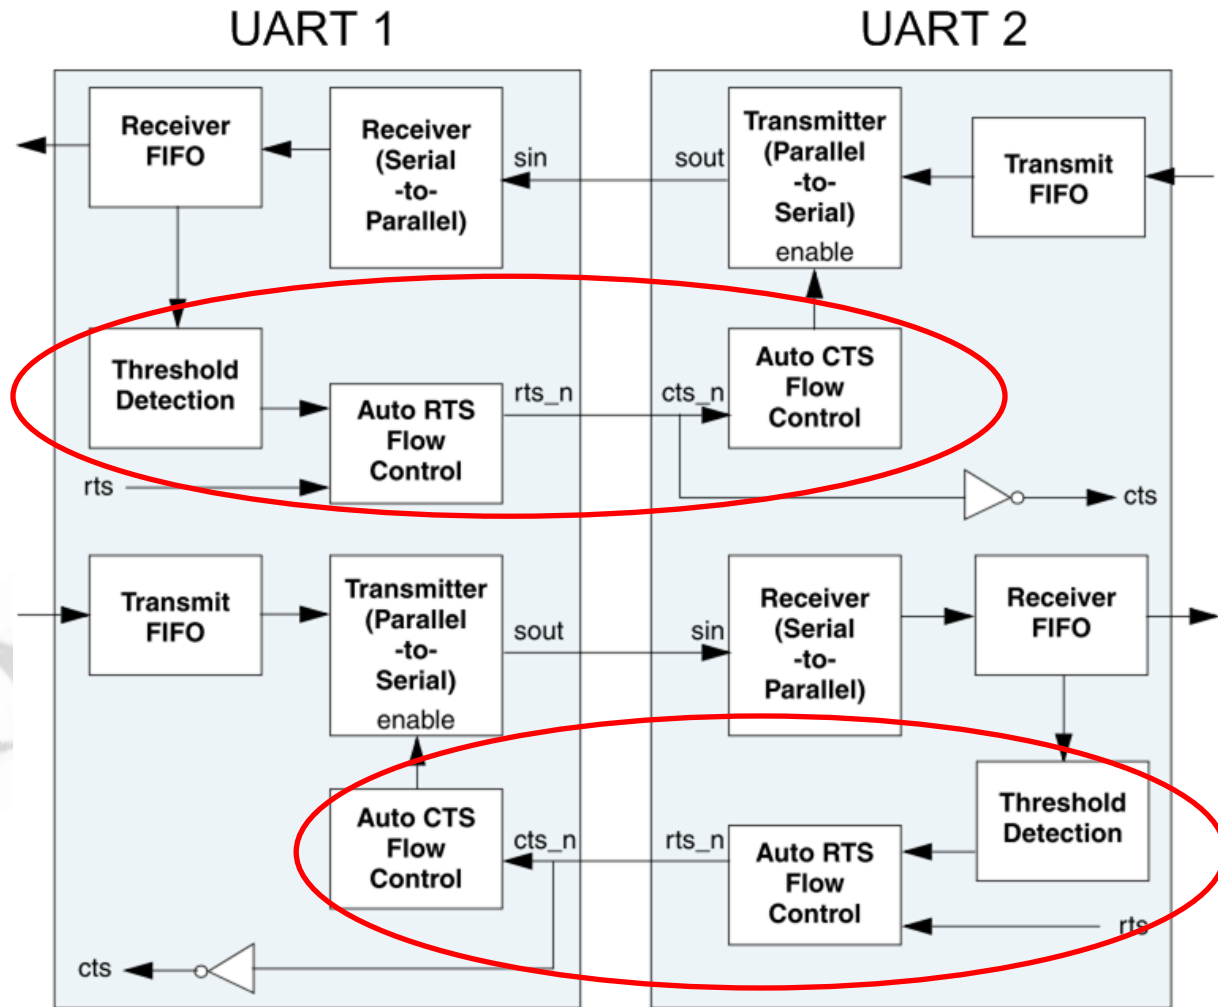 UART 1
UART 2
Receiver
FIFO
Receiver
(Serial
-to-
Parallel)
sin
sout
Transmitter
(Parallel
-to-
Serial)
enable
Transmit
FIFO
Threshold
Detection
Auto RTS
Flow
Control
rts_n
cts_n
Auto CTS
Flow
Control
rts
cts
Transmit
FIFO
Transmitter
(Parallel
-to-
Serial)
enable
sout
sin
Receiver
(Serial
-to-
Parallel)
Receiver
FIFO
Auto CTS
Flow
Control
cts_n
rts_n
Auto RTS
Flow
Control
Threshold
Detection
rts
cts